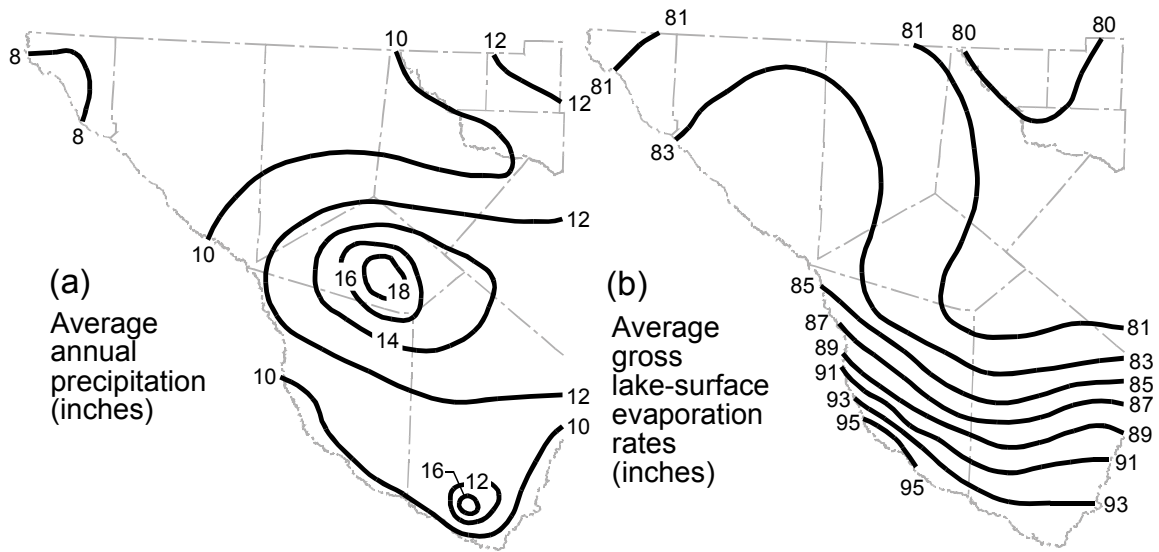 8
8
10
12
12
10
12
16
18
14
10
12
10
16
12
(a)
Average
annual
precipitation
(inches)
81
81
83
81
80
80
85
87
89
91
93
95
95
81
83
85
87
89
91
93
(b)
Average
gross
lake-surface
evaporation
rates
(inches)